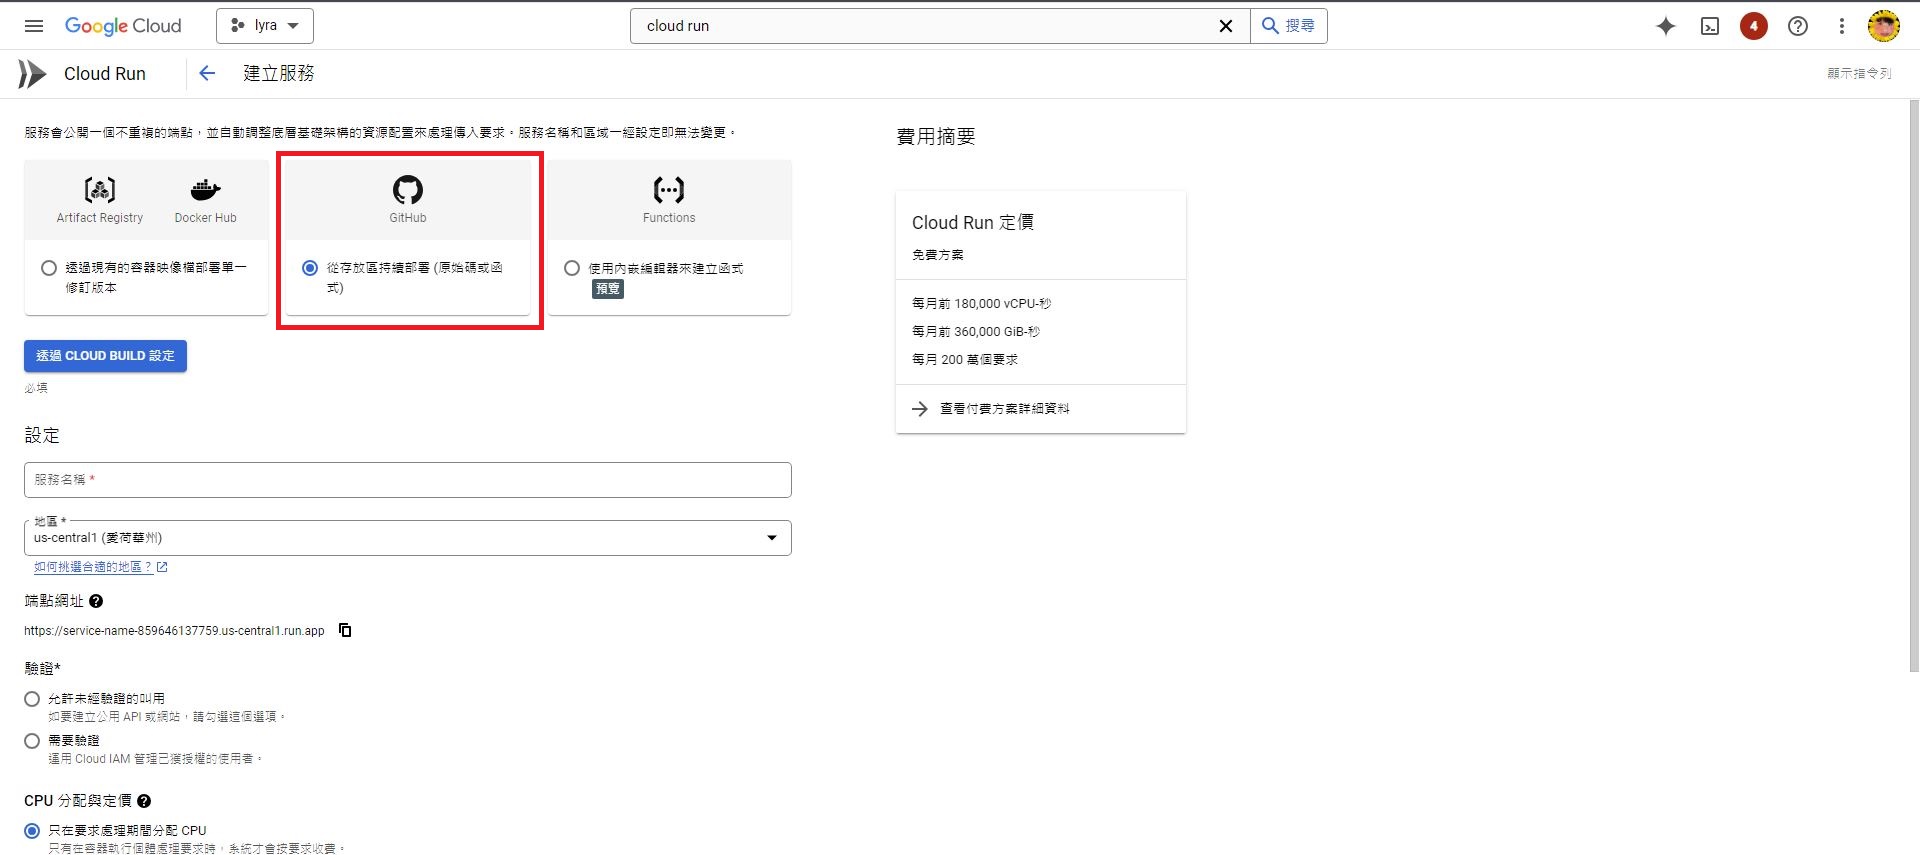 Google Cloud
lyra
cloud run
搜尋
4
Cloud Run
建立服務
顯示指令列
服務會公開一個不重複的端點，並自動調整底層基礎架構的資源配置來處理傳入要求。服務名稱和區域一經設定即無法變更。
Artifact Registry
Docker Hub
透過現有的容器映像檔部署單一
修訂版本
GitHub
從存放區持續部署 (原始碼或函
式)
Functions
使用內嵌編輯器來建立函式
預覽
透過 CLOUD BUILD 設定
必填
設定
服務名稱 *
地區 *
us-central1 (愛荷華州)
如何挑選合適的地區？
端點網址
https://service-name-859646137759.us-central1.run.app
驗證*
允許未經驗證的叫用
如要建立公用 API 或網站，請勾選這個選項。
需要驗證
運用 Cloud IAM 管理已獲授權的使用者。
CPU 分配與定價
只在要求處理期間分配 CPU
只有在容器執行個體處理要求時，系統才會按要求收費。
費用摘要
Cloud Run 定價
免費方案
每月前 180,000 vCPU-秒
每月前 360,000 GiB-秒
每月 200 萬個要求
查看付費方案詳細資料